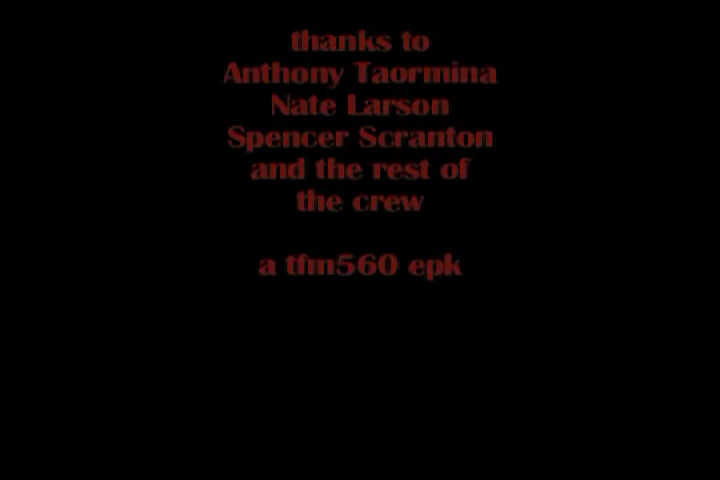 thanks to
Anthony Taormina
Nate Larson
Spencer Scranton
and the rest of
the crew
a tfm560 epk